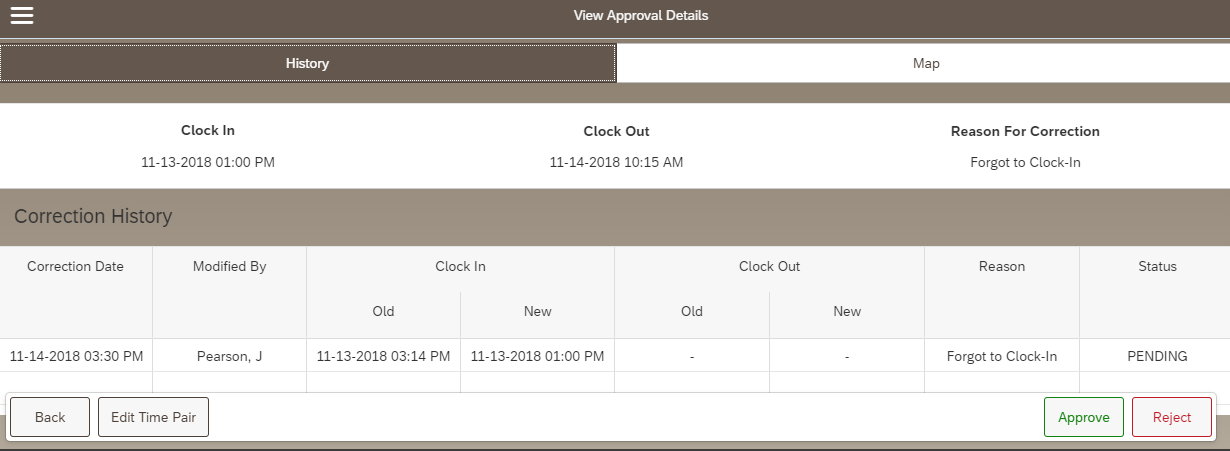 View Approval Details
History Map
Clock In Clock Out Reason For Correction
11-13-2018 01:00 PM 11-14-2018 10:15 AM Forgot to Clock-In
Correction History
Correction Date Modified By Clock In Clock Out Reason Status
Old New Old New
11-14-2018 03:30 PM Pearson, J 11-13-2018 03:14 PM 11-13-2018 01:00 PM - - Forgot to Clock-In PENDING
Back Edit Time Pair Approve Reject